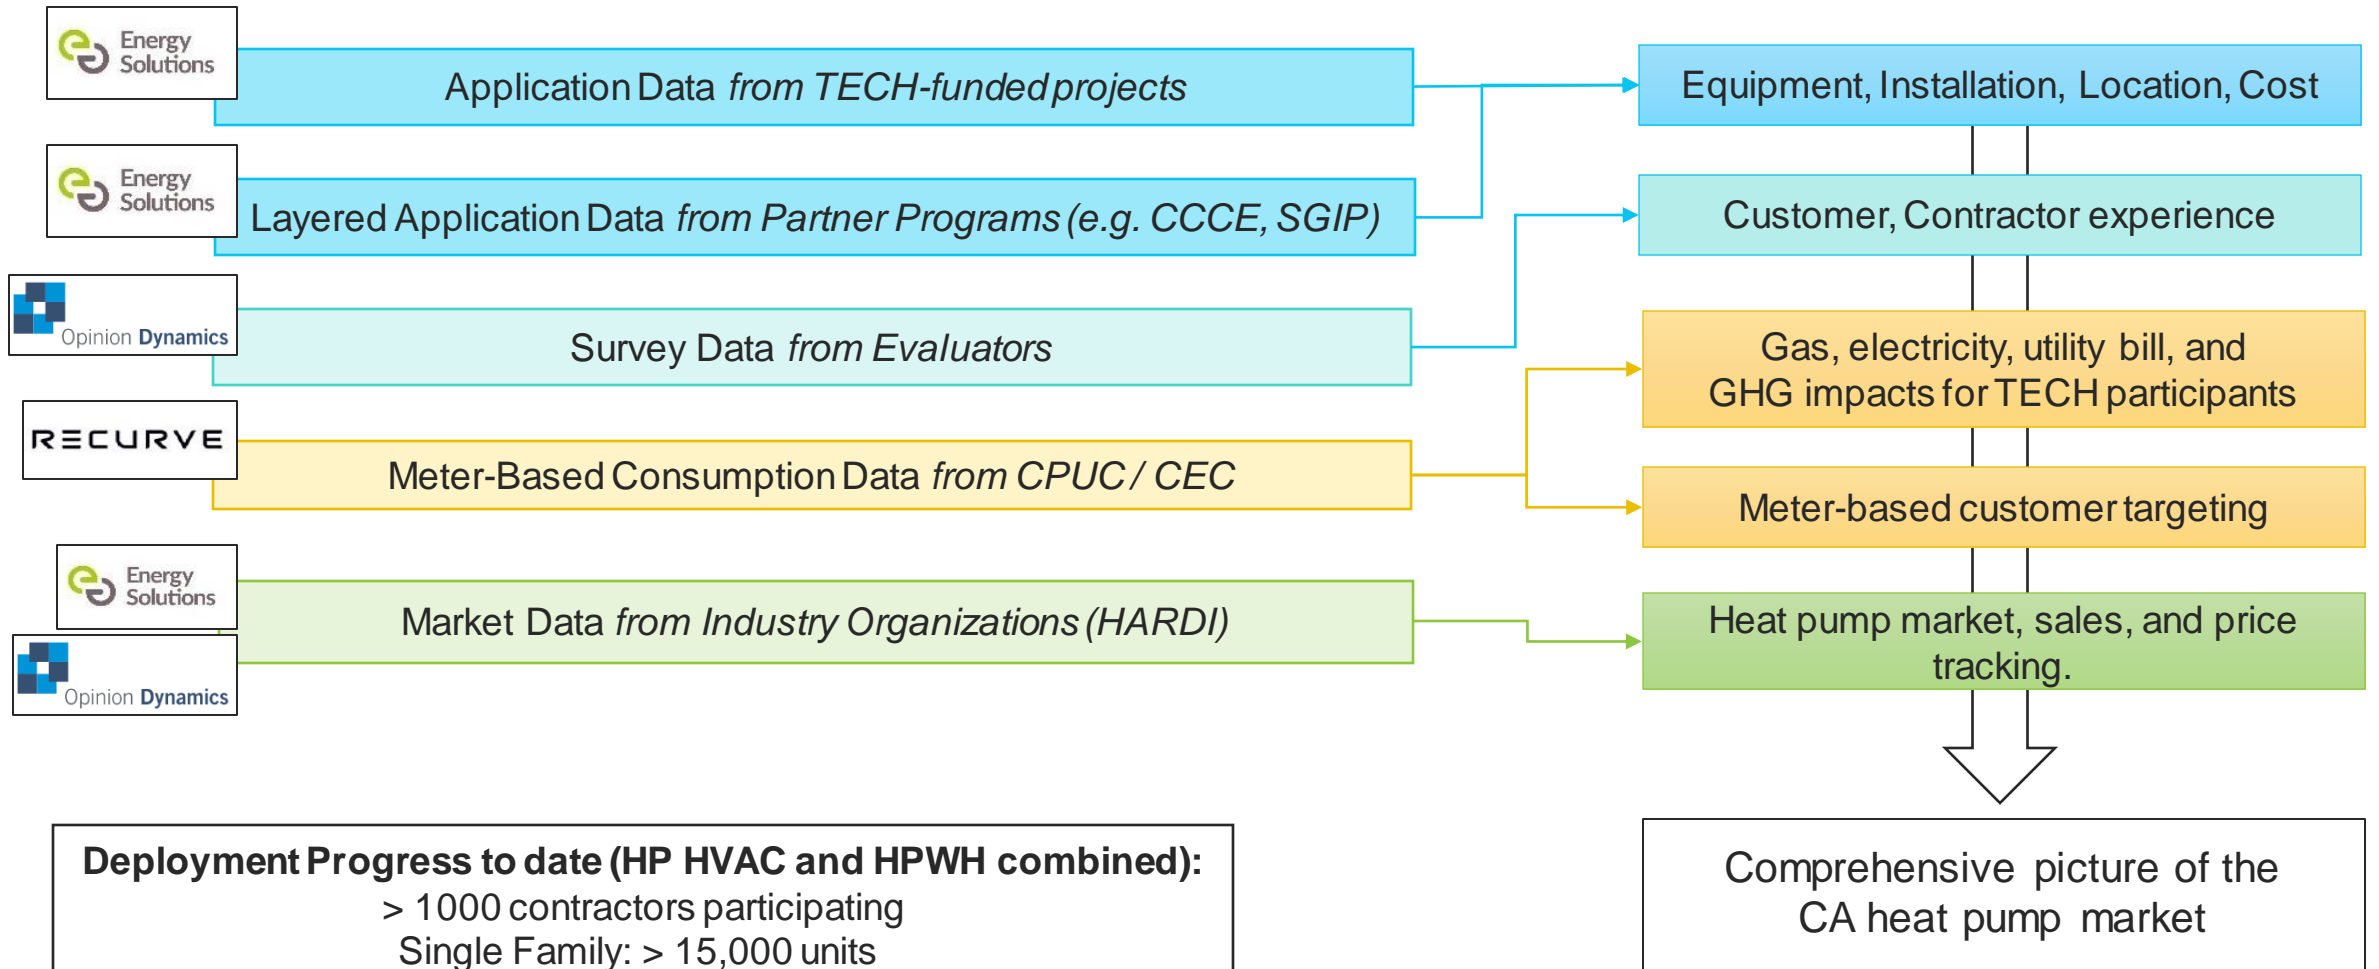 Energy
Solutions
Application Data from TECH-funded projects
Equipment, Installation, Location, Cost
Energy
Solutions
Layered Application Data from Partner Programs (e.g. CCCE, SGIP)
Customer, Contractor experience
Opinion Dynamics
Survey Data from Evaluators
Gas, electricity, utility bill, and
GHG impacts for TECH participants
RECURVE
Meter-Based Consumption Data from CPUC / CEC
Meter-based customer targeting
Energy
Solutions
Market Data from Industry Organizations (HARDI)
Heat pump market, sales, and price
tracking.
Opinion Dynamics
Deployment Progress to date (HP HVAC and HPWH combined):
> 1000 contractors participating
Single Family: > 15,000 units
Comprehensive picture of the
CA heat pump market